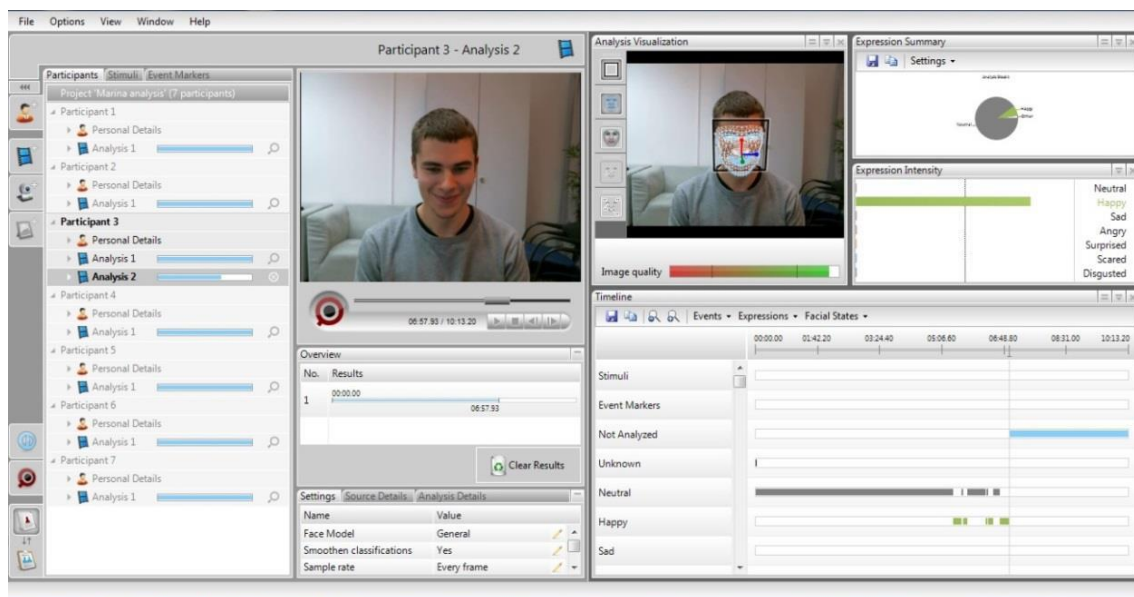 File Options View Window Help
Participant 3 - Analysis 2
Participants Stimuli Event Markers
Project 'Marina analysis' (7 participants)
Participant 1
Personal Details
Analysis 1
Participant 2
Personal Details
Analysis 1
Participant 3
Personal Details
Analysis 1
Analysis 2
Participant 4
Personal Details
Analysis 1
Participant 5
Personal Details
Analysis 1
Participant 6
Personal Details
Analysis 1
Participant 7
Personal Details
Analysis 1
06:57.93 / 10:13.20
Overview
No. Results
1 00:00.00
06:57.93
Clear Results
Settings Source Details Analysis Details
Name Value
Face Model General
Smoothen classifications Yes
Sample rate Every frame
Analysis Visualization
Image quality
Expression Summary
Settings
Neutral
Happy
Other
Expression Intensity
Neutral
Happy
Sad
Angry
Surprised
Scared
Disgusted
Timeline
Events Expressions Facial States
00:00.00 01:42.20 03:24.40 05:06.60 06:48.80 08:31.00 10:13.20
Stimuli
Event Markers
Not Analyzed
Unknown
Neutral
Happy
Sad